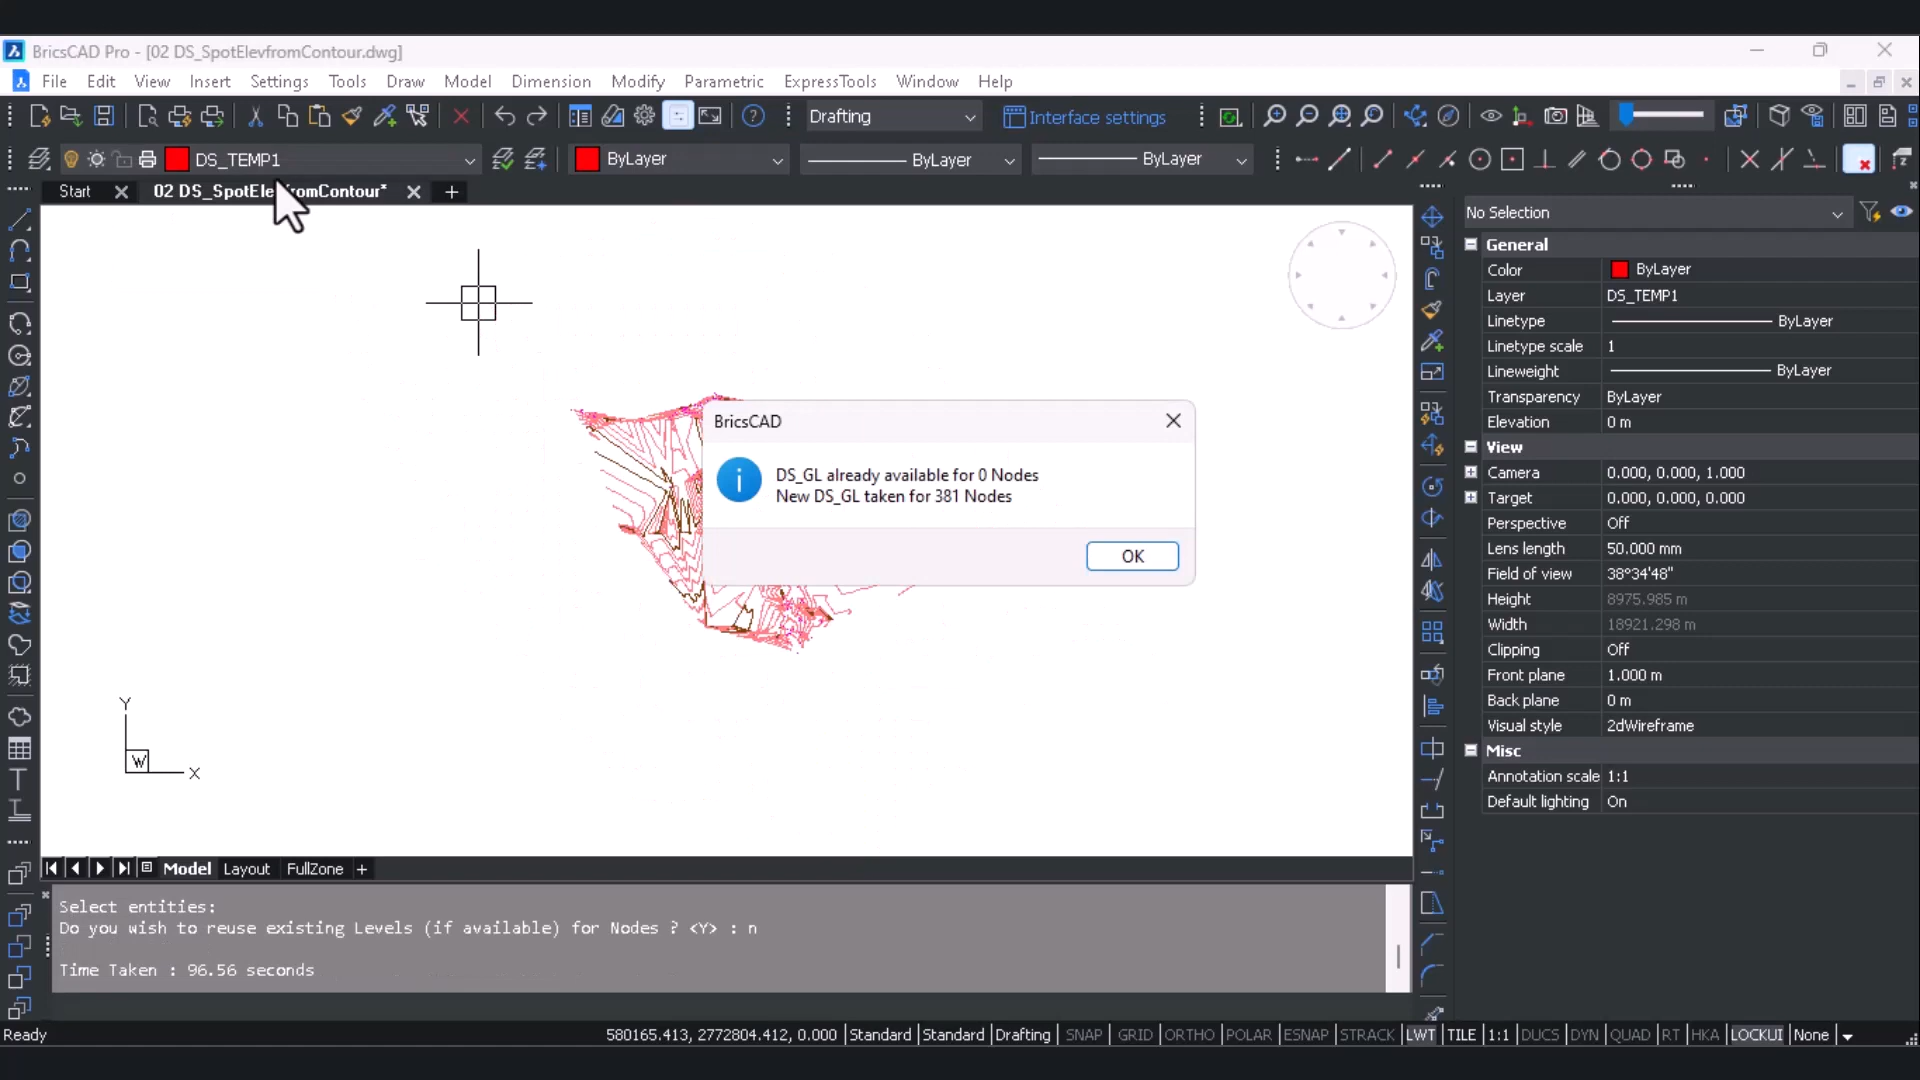 BricsCAD Pro - [02 DS_SpotElevfromContour.dwg]
File Edit View Insert Settings Tools Draw Model Dimension Modify Parametric ExpressTools Window Help
Drafting
Interface settings
DS_TEMP1
ByLayer
ByLayer
ByLayer
Start
02 DS_SpotElevfromContour*
No Selection
General
Color ByLayer
Layer DS_TEMP1
Linetype ByLayer
Linetype scale 1
Lineweight ByLayer
Transparency ByLayer
Elevation 0 m
View
Camera 0.000, 0.000, 1.000
Target 0.000, 0.000, 0.000
Perspective Off
Lens length 50.000 mm
Field of view 38°34'48"
Height 8975.985 m
Width 18921.298 m
Clipping Off
Front plane 1.000 m
Back plane 0 m
Visual style 2dWireframe
Misc
Annotation scale 1:1
Default lighting On
BricsCAD
DS_GL already available for 0 Nodes
New DS_GL taken for 381 Nodes
OK
Y
W
X
Model Layout FullZone +
Select entities:
Do you wish to reuse existing Levels (if available) for Nodes ? <Y> : n
Time Taken : 96.56 seconds
Ready
580165.413, 2772804.412, 0.000 Standard Standard Drafting SNAP GRID ORTHO POLAR ESNAP STRACK LWT TILE 1:1 DUCS DYN QUAD RT HKA LOCKUI None